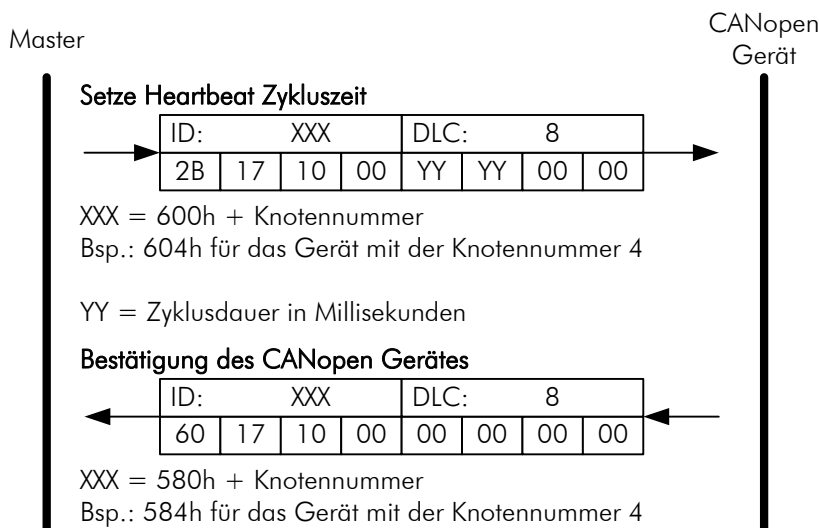 Master
CANopen
Gerät
Setze Heartbeat Zykluszeit
ID: XXX DLC: 8
2B 17 10 00 YY YY 00 00
XXX = 600h + Knotennummer
Bsp.: 604h für das Gerät mit der Knotennummer 4
YY = Zyklusdauer in Millisekunden
Bestätigung des CANopen Gerätes
ID: XXX DLC: 8
60 17 10 00 00 00 00 00
XXX = 580h + Knotennummer
Bsp.: 584h für das Gerät mit der Knotennummer 4